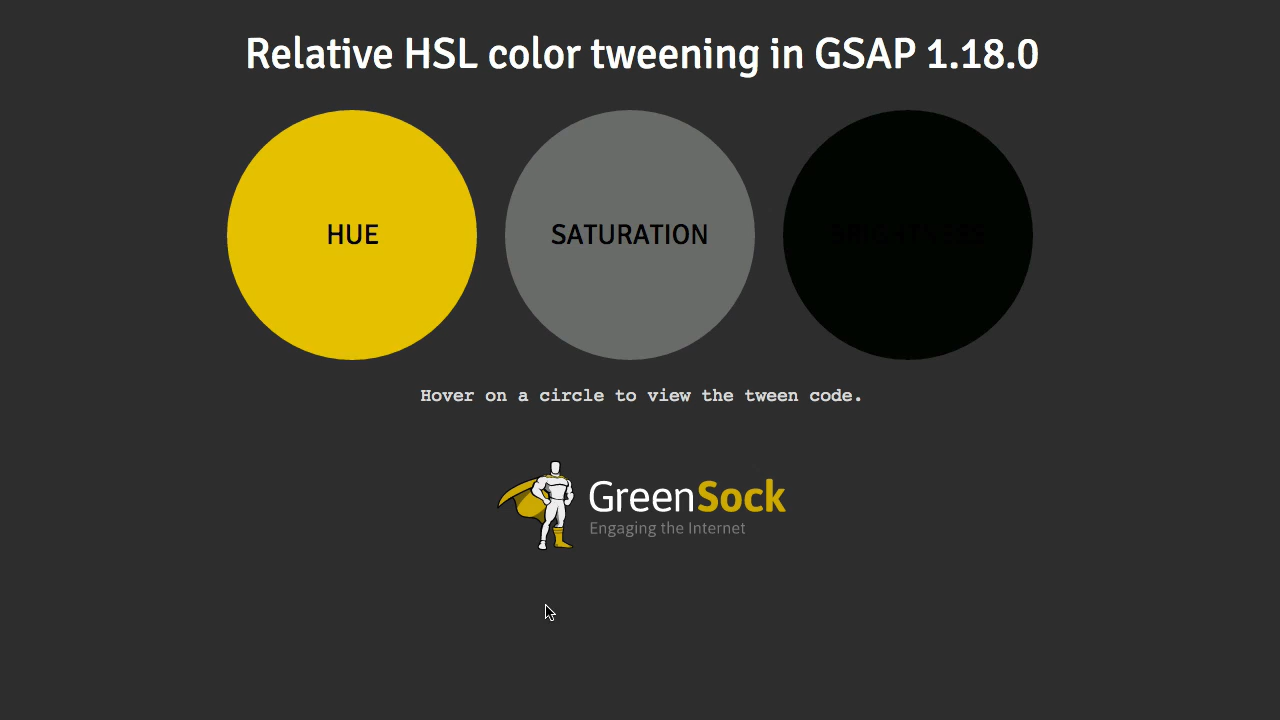 Relative HSL color tweening in GSAP 1.18.0
HUE
SATURATION
BRIGHTNESS
Hover on a circle to view the tween code.
GreenSock
Engaging the Internet